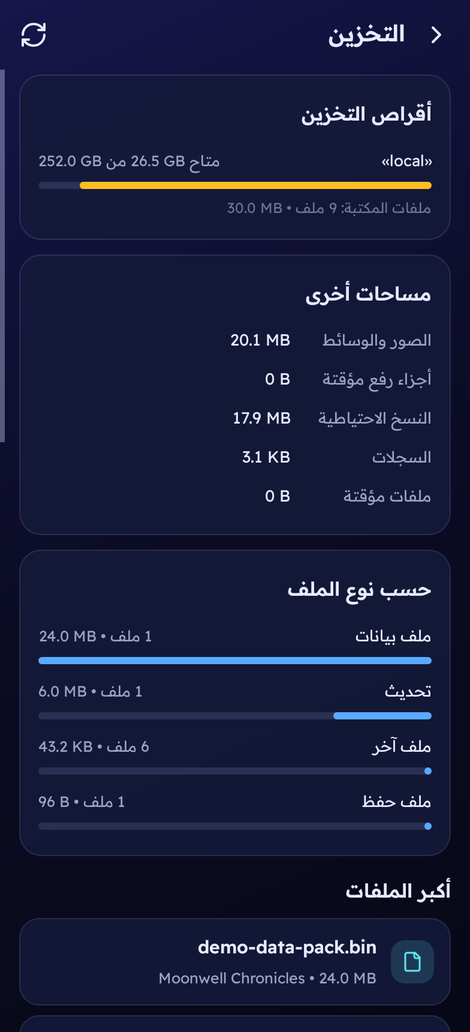 التخزين
أقراص التخزين
«local»
متاح 26.5 GB من 252.0 GB
ملفات المكتبة: 9 ملف • 30.0 MB
مساحات أخرى
الصور والوسائط 20.1 MB
أجزاء رفع مؤقتة 0 B
النسخ الاحتياطية 17.9 MB
السجلات 3.1 KB
ملفات مؤقتة 0 B
حسب نوع الملف
ملف بيانات 1 ملف • 24.0 MB
تحديث 1 ملف • 6.0 MB
ملف آخر 6 ملف • 43.2 KB
ملف حفظ 1 ملف • 96 B
أكبر الملفات
demo-data-pack.bin
Moonwell Chronicles • 24.0 MB